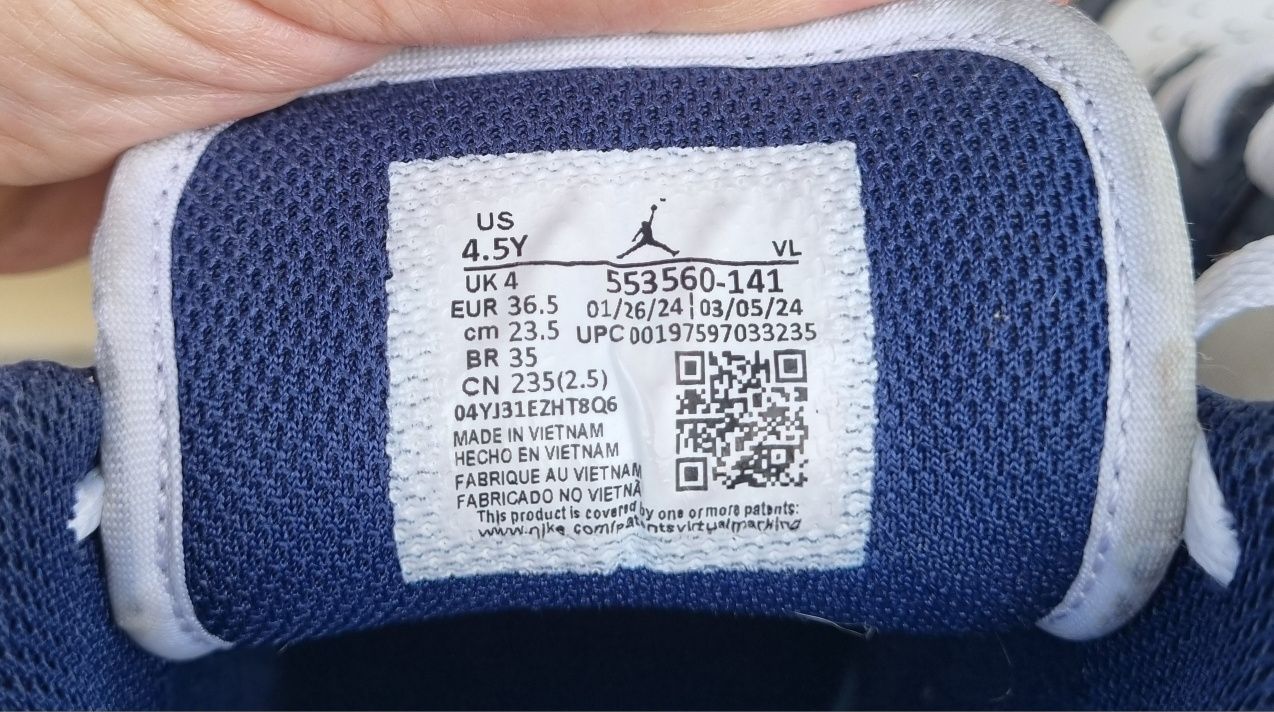 US
4.5Y
VL
UK 4
553560-141
EUR 36.5
01/26/24 | 03/05/24
cm 23.5
UPC 00197597033235
BR 35
CN 235(2.5)
04YJ31EZHT8Q6
MADE IN VIETNAM
HECHO EN VIETNAM
FABRIQUE AU VIETNAM
FABRICADO NO VIETNÃ
This product is covered by one or more patents:
www.nike.com/patentsvirtualmarking